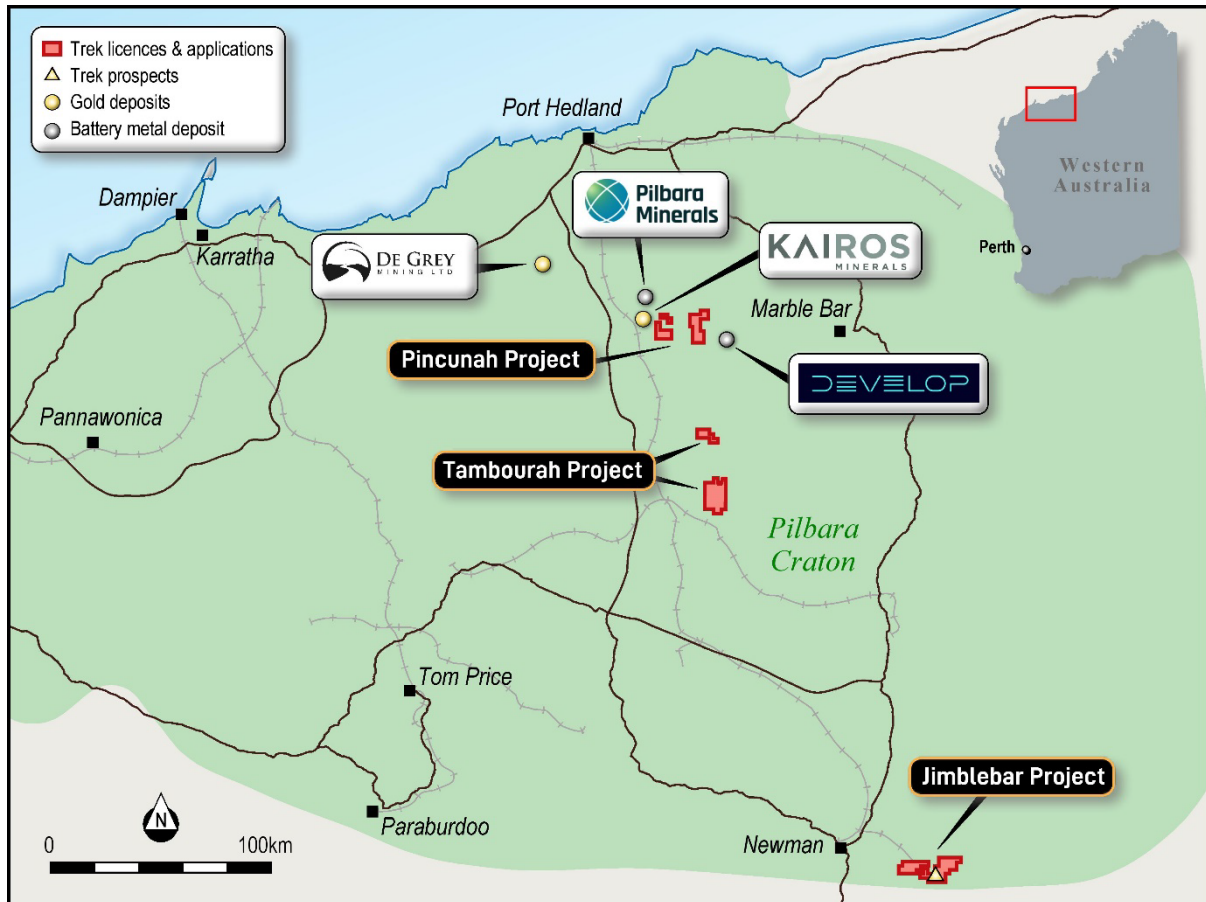 Trek licences & applications
Trek prospects
Gold deposits
Battery metal deposit
Port Hedland
Western
Australia
Perth
Dampier
Karratha
DE GREY
MINING LTD
Pilbara
Minerals
KAIROS
MINERALS
Marble Bar
Pincunah Project
DEVELOP
Pannawonica
Tambourah Project
Pilbara
Craton
Tom Price
Jimblebar Project
N
0 100km
Paraburdoo
Newman